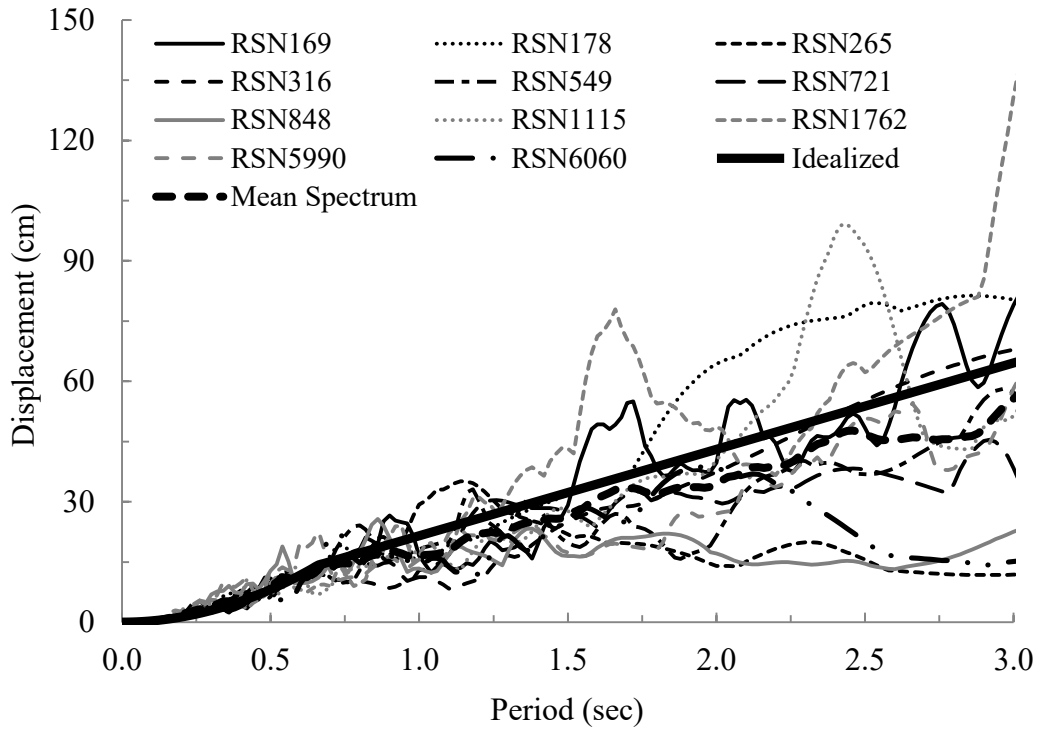 150
RSN169 RSN178 RSN265
RSN316 RSN549 RSN721
RSN848 RSN1115 RSN1762
RSN5990 RSN6060 Idealized
Mean Spectrum
120
90
60
30
0
Displacement (cm)
0.0 0.5 1.0 1.5 2.0 2.5 3.0
Period (sec)